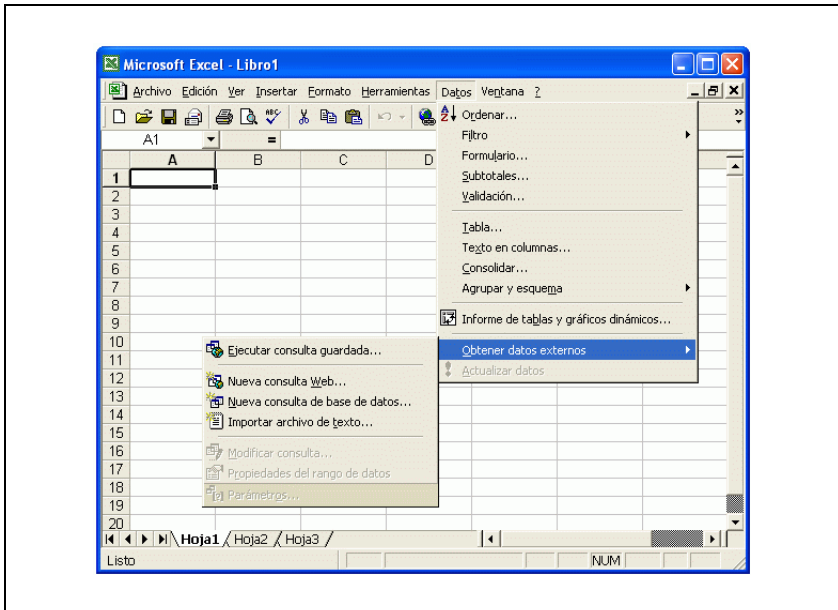 Microsoft Excel - Libro1
Archivo Edición Ver Insertar Formato Herramientas Datos Ventana ?
A1 =
A B C D
1
2
3
4
5
6
7
8
9
10
11
12
13
14
15
16
17
18
19
20
Ordenar...
Filtro
Formulario...
Subtotales...
Validación...
Tabla...
Texto en columnas...
Consolidar...
Agrupar y esquema
Informe de tablas y gráficos dinámicos...
Obtener datos externos
Actualizar datos
Ejecutar consulta guardada...
Nueva consulta Web...
Nueva consulta de base de datos...
Importar archivo de texto...
Modificar consulta...
Propiedades del rango de datos
Parámetros...
Hoja1 Hoja2 Hoja3
Listo NUM